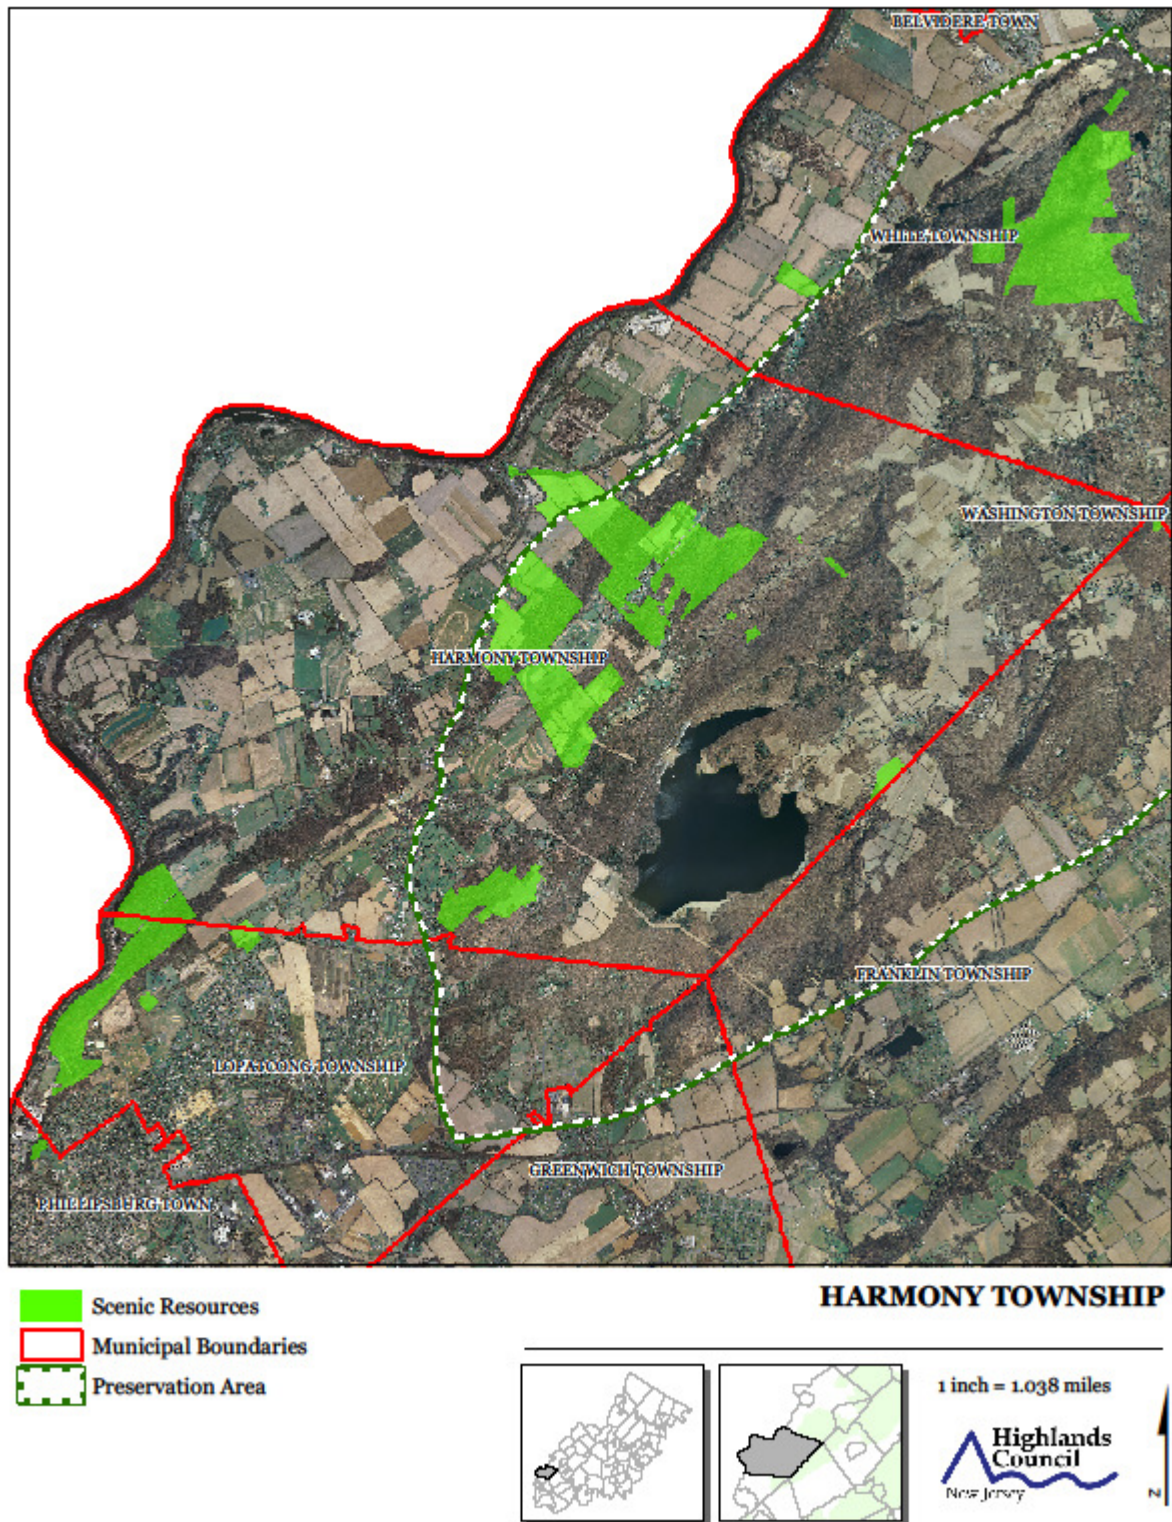 BELVIDERE TOWN
WHITE TOWNSHIP
WASHINGTON TOWNSHIP
HARMONY TOWNSHIP
FRANKLIN TOWNSHIP
LOPATCONG TOWNSHIP
GREENWICH TOWNSHIP
PHILLIPSBURG TOWN
Scenic Resources
Municipal Boundaries
Preservation Area
HARMONY TOWNSHIP
1 inch = 1.038 miles
Highlands
Council
New Jersey
N